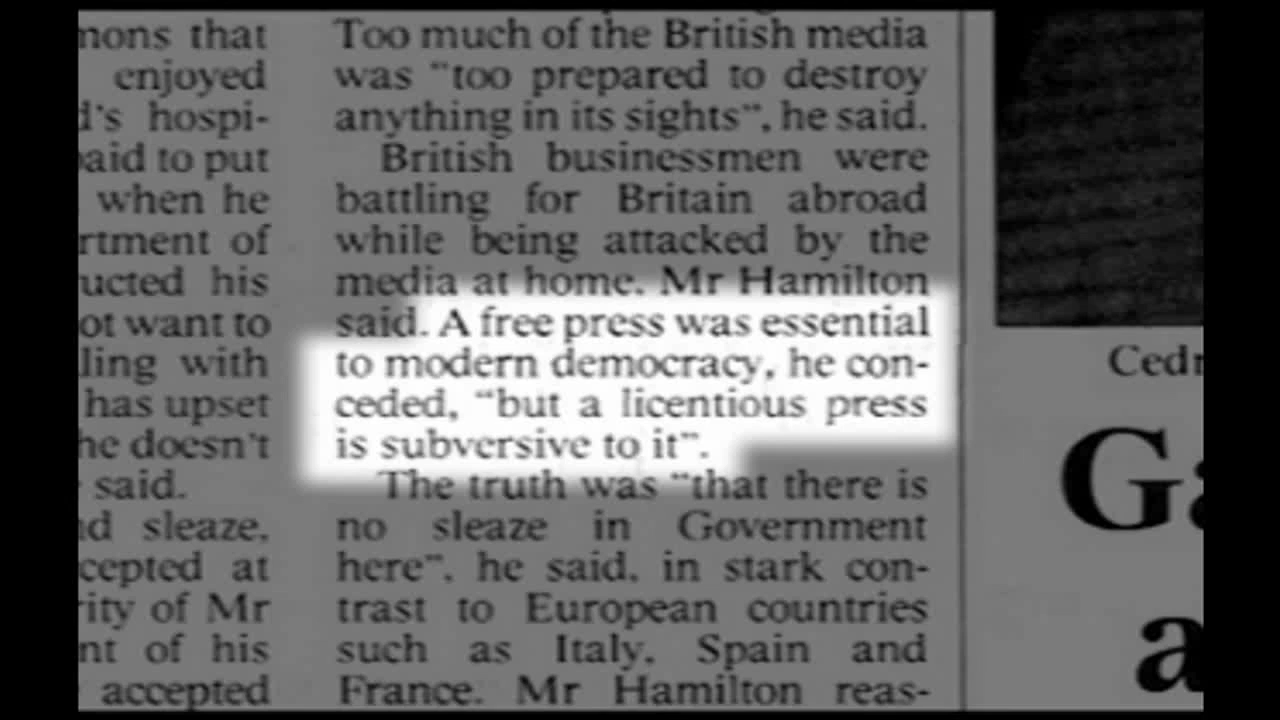 mons that
enjoyed
d's hospi-
paid to put
when he
rtment of
ucted his
ot want to
ling with
has upset
he doesn't
said.
sleaze,
cepted at
rity of Mr
nt of his
accepted
Too much of the British media
was "too prepared to destroy
anything in its sights", he said.
British businessmen were
battling for Britain abroad
while being attacked by the
media at home, Mr Hamilton
said. A free press was essential
to modern democracy, he con-
ceded, "but a licentious press
is subversive to it".
The truth was "that there is
no sleaze in Government
here", he said, in stark con-
trast to European countries
such as Italy, Spain and
France. Mr Hamilton reas-
Cedr
Ga
a